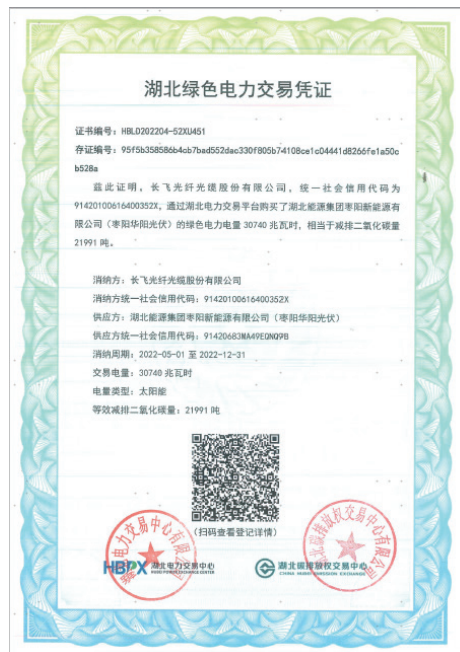 湖北绿色电力交易凭证
证书编号：HBLD202204-52XU451
存证编号：95f5b358586b4cb7bad552dac330f805b74108ce1c04441d8266fe1a50c
b528a
兹此证明，长飞光纤光缆股份有限公司，统一社会信用代码为
91420100616400352X，通过湖北电力交易平台购买了湖北能源集团枣阳新能源有
限公司（枣阳华阳光伏）的绿色电力电量 30740 兆瓦时，相当于减排二氧化碳量
21991 吨。
消纳方：长飞光纤光缆股份有限公司
消纳方统一社会信用代码：91420100616400352X
供应方：湖北能源集团枣阳新能源有限公司（枣阳华阳光伏）
供应方统一社会信用代码：91420683MA49EQNQ9B
消纳周期：2022-05-01 至 2022-12-31
交易电量：30740 兆瓦时
电量类型：太阳能
等效减排二氧化碳量：21991 吨
（扫码查看登记详情）
HBPX 湖北电力交易中心
HUBEI POWER EXCHANGE CENTER
湖北碳排放权交易中心
CHINA HUBEI EMISSION EXCHANGE